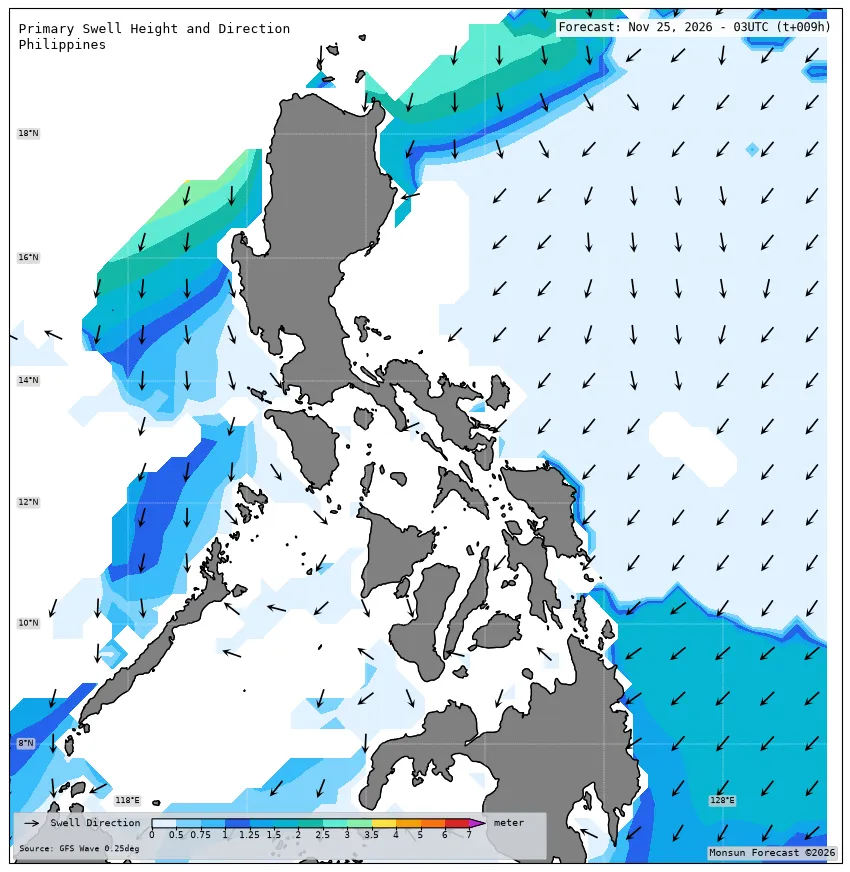 Primary Swell Height and Direction
Philippines
Forecast: Nov 25, 2026 - 03UTC (t+009h)
18°N
16°N
14°N
12°N
10°N
8°N
118°E
128°E
Swell Direction
0 0.5 0.75 1 1.25 1.5 2 2.5 3 3.5 4 5 6 7
meter
Source: GFS Wave 0.25deg
Monsun Forecast ©2026